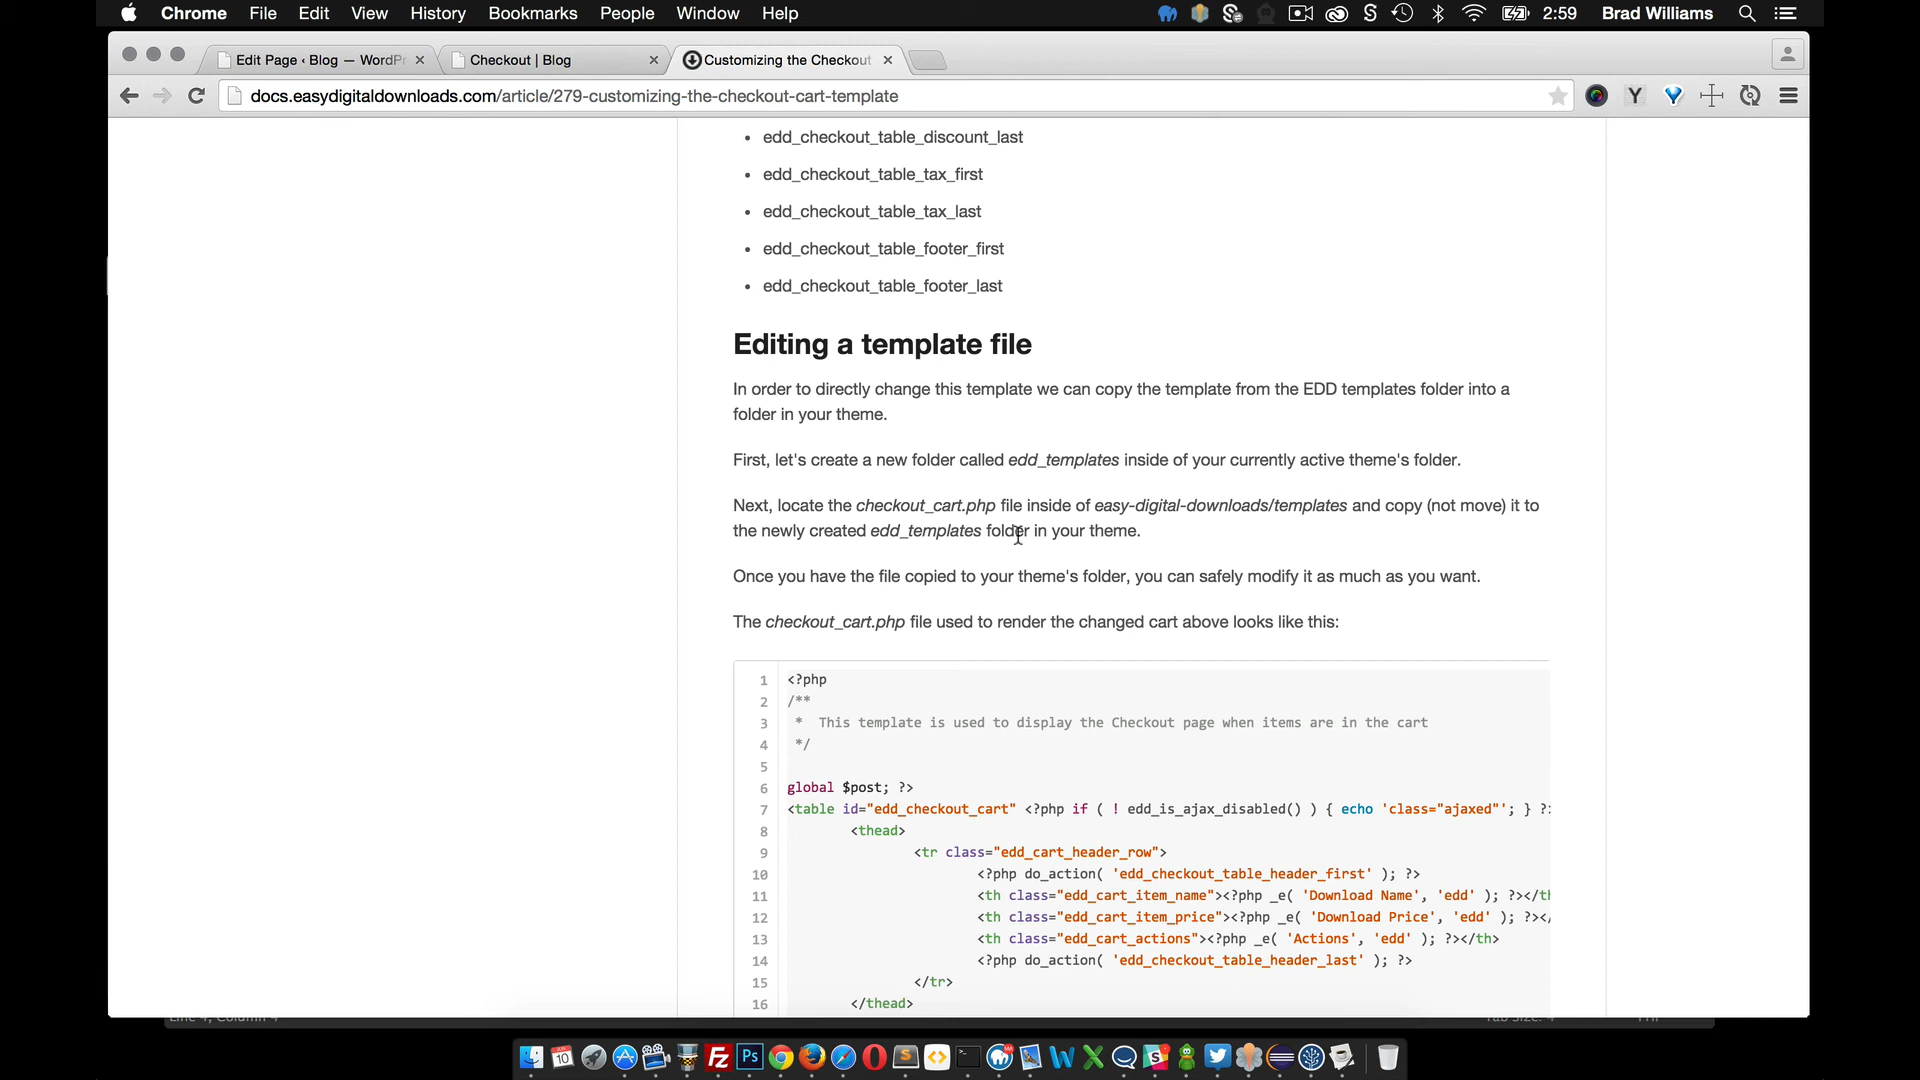 Chrome File Edit View History Bookmarks People Window Help 2:59 Brad Williams
Edit Page ‹ Blog — WordPr Checkout | Blog Customizing the Checkout
docs.easydigitaldownloads.com/article/279-customizing-the-checkout-cart-template
• edd_checkout_table_discount_last
• edd_checkout_table_tax_first
• edd_checkout_table_tax_last
• edd_checkout_table_footer_first
• edd_checkout_table_footer_last
Editing a template file
In order to directly change this template we can copy the template from the EDD templates folder into a
folder in your theme.
First, let's create a new folder called edd_templates inside of your currently active theme's folder.
Next, locate the checkout_cart.php file inside of easy-digital-downloads/templates and copy (not move) it to
the newly created edd_templates folder in your theme.
Once you have the file copied to your theme's folder, you can safely modify it as much as you want.
The checkout_cart.php file used to render the changed cart above looks like this:
1 <?php
2 /**
3 * This template is used to display the Checkout page when items are in the cart
4 */
5
6 global $post; ?>
7 <table id="edd_checkout_cart" <?php if ( ! edd_is_ajax_disabled() ) { echo 'class="ajaxed"'; } ?>
8 <thead>
9 <tr class="edd_cart_header_row">
10 <?php do_action( 'edd_checkout_table_header_first' ); ?>
11 <th class="edd_cart_item_name"><?php _e( 'Download Name', 'edd' ); ?></th
12 <th class="edd_cart_item_price"><?php _e( 'Download Price', 'edd' ); ?></
13 <th class="edd_cart_actions"><?php _e( 'Actions', 'edd' ); ?></th>
14 <?php do_action( 'edd_checkout_table_header_last' ); ?>
15 </tr>
16 </thead>